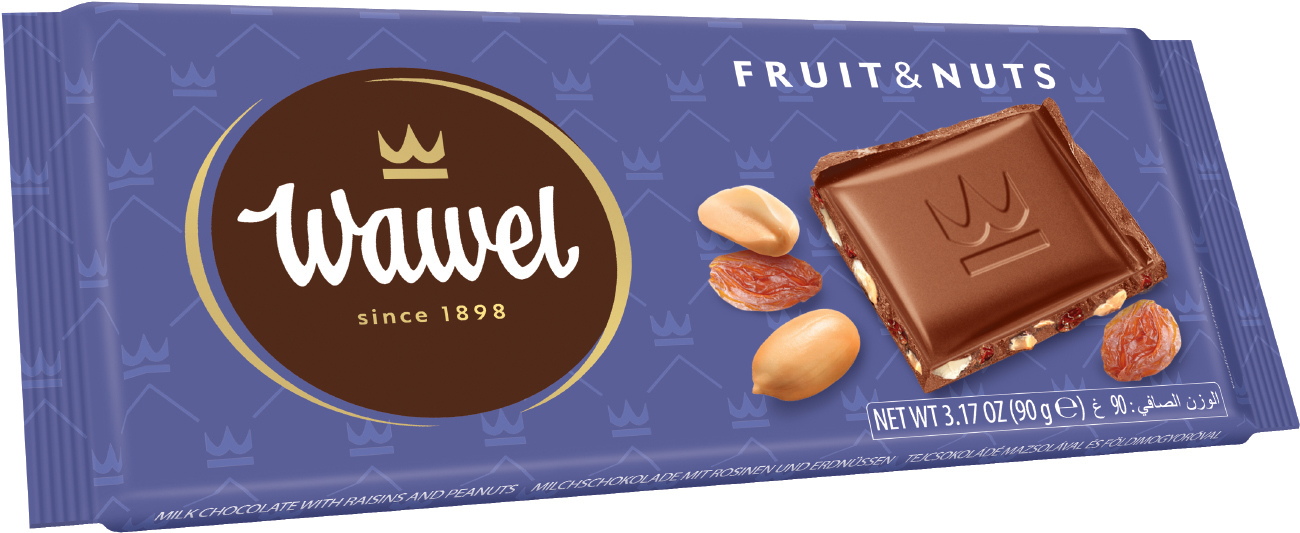 FRUIT&NUTS
Wawel
since 1898
NET WT 3.17 OZ (90 g ℮) الوزن الصافي: 90 غ
MILK CHOCOLATE WITH RAISINS AND PEANUTS MILCHSCHOKOLADE MIT ROSINEN UND ERDNÜSSEN TEJCSOKOLÁDÉ MAZSOLÁVAL ÉS FÖLDIMOGYORÓVAL